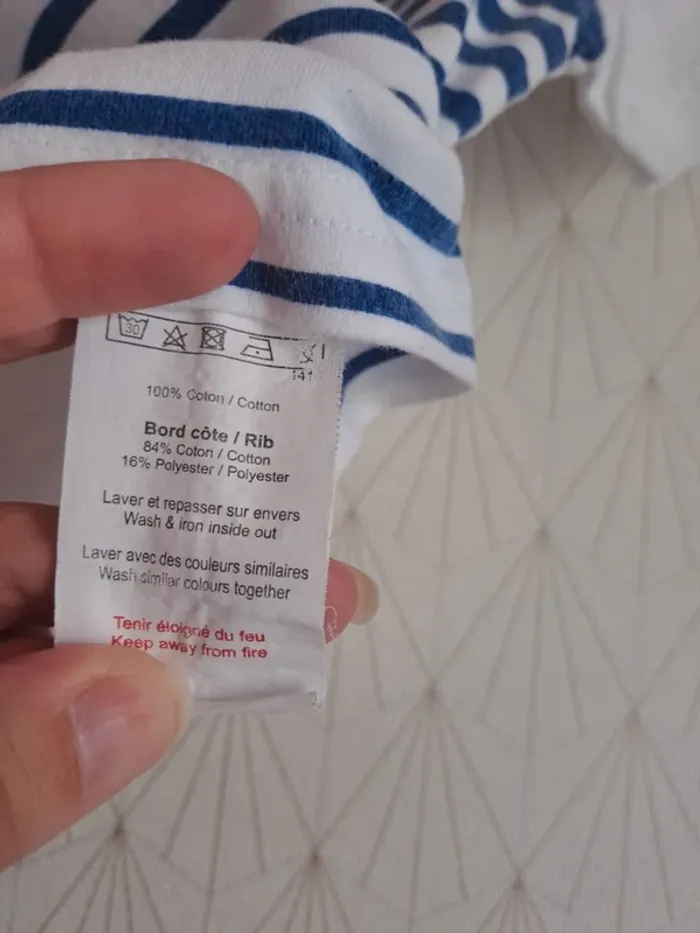 30
141
100% Coton / Cotton
Bord côte / Rib
84% Coton / Cotton
16% Polyester / Polyester
Laver et repasser sur envers
Wash & iron inside out
Laver avec des couleurs similaires
Wash similar colours together
Tenir éloigné du feu
Keep away from fire